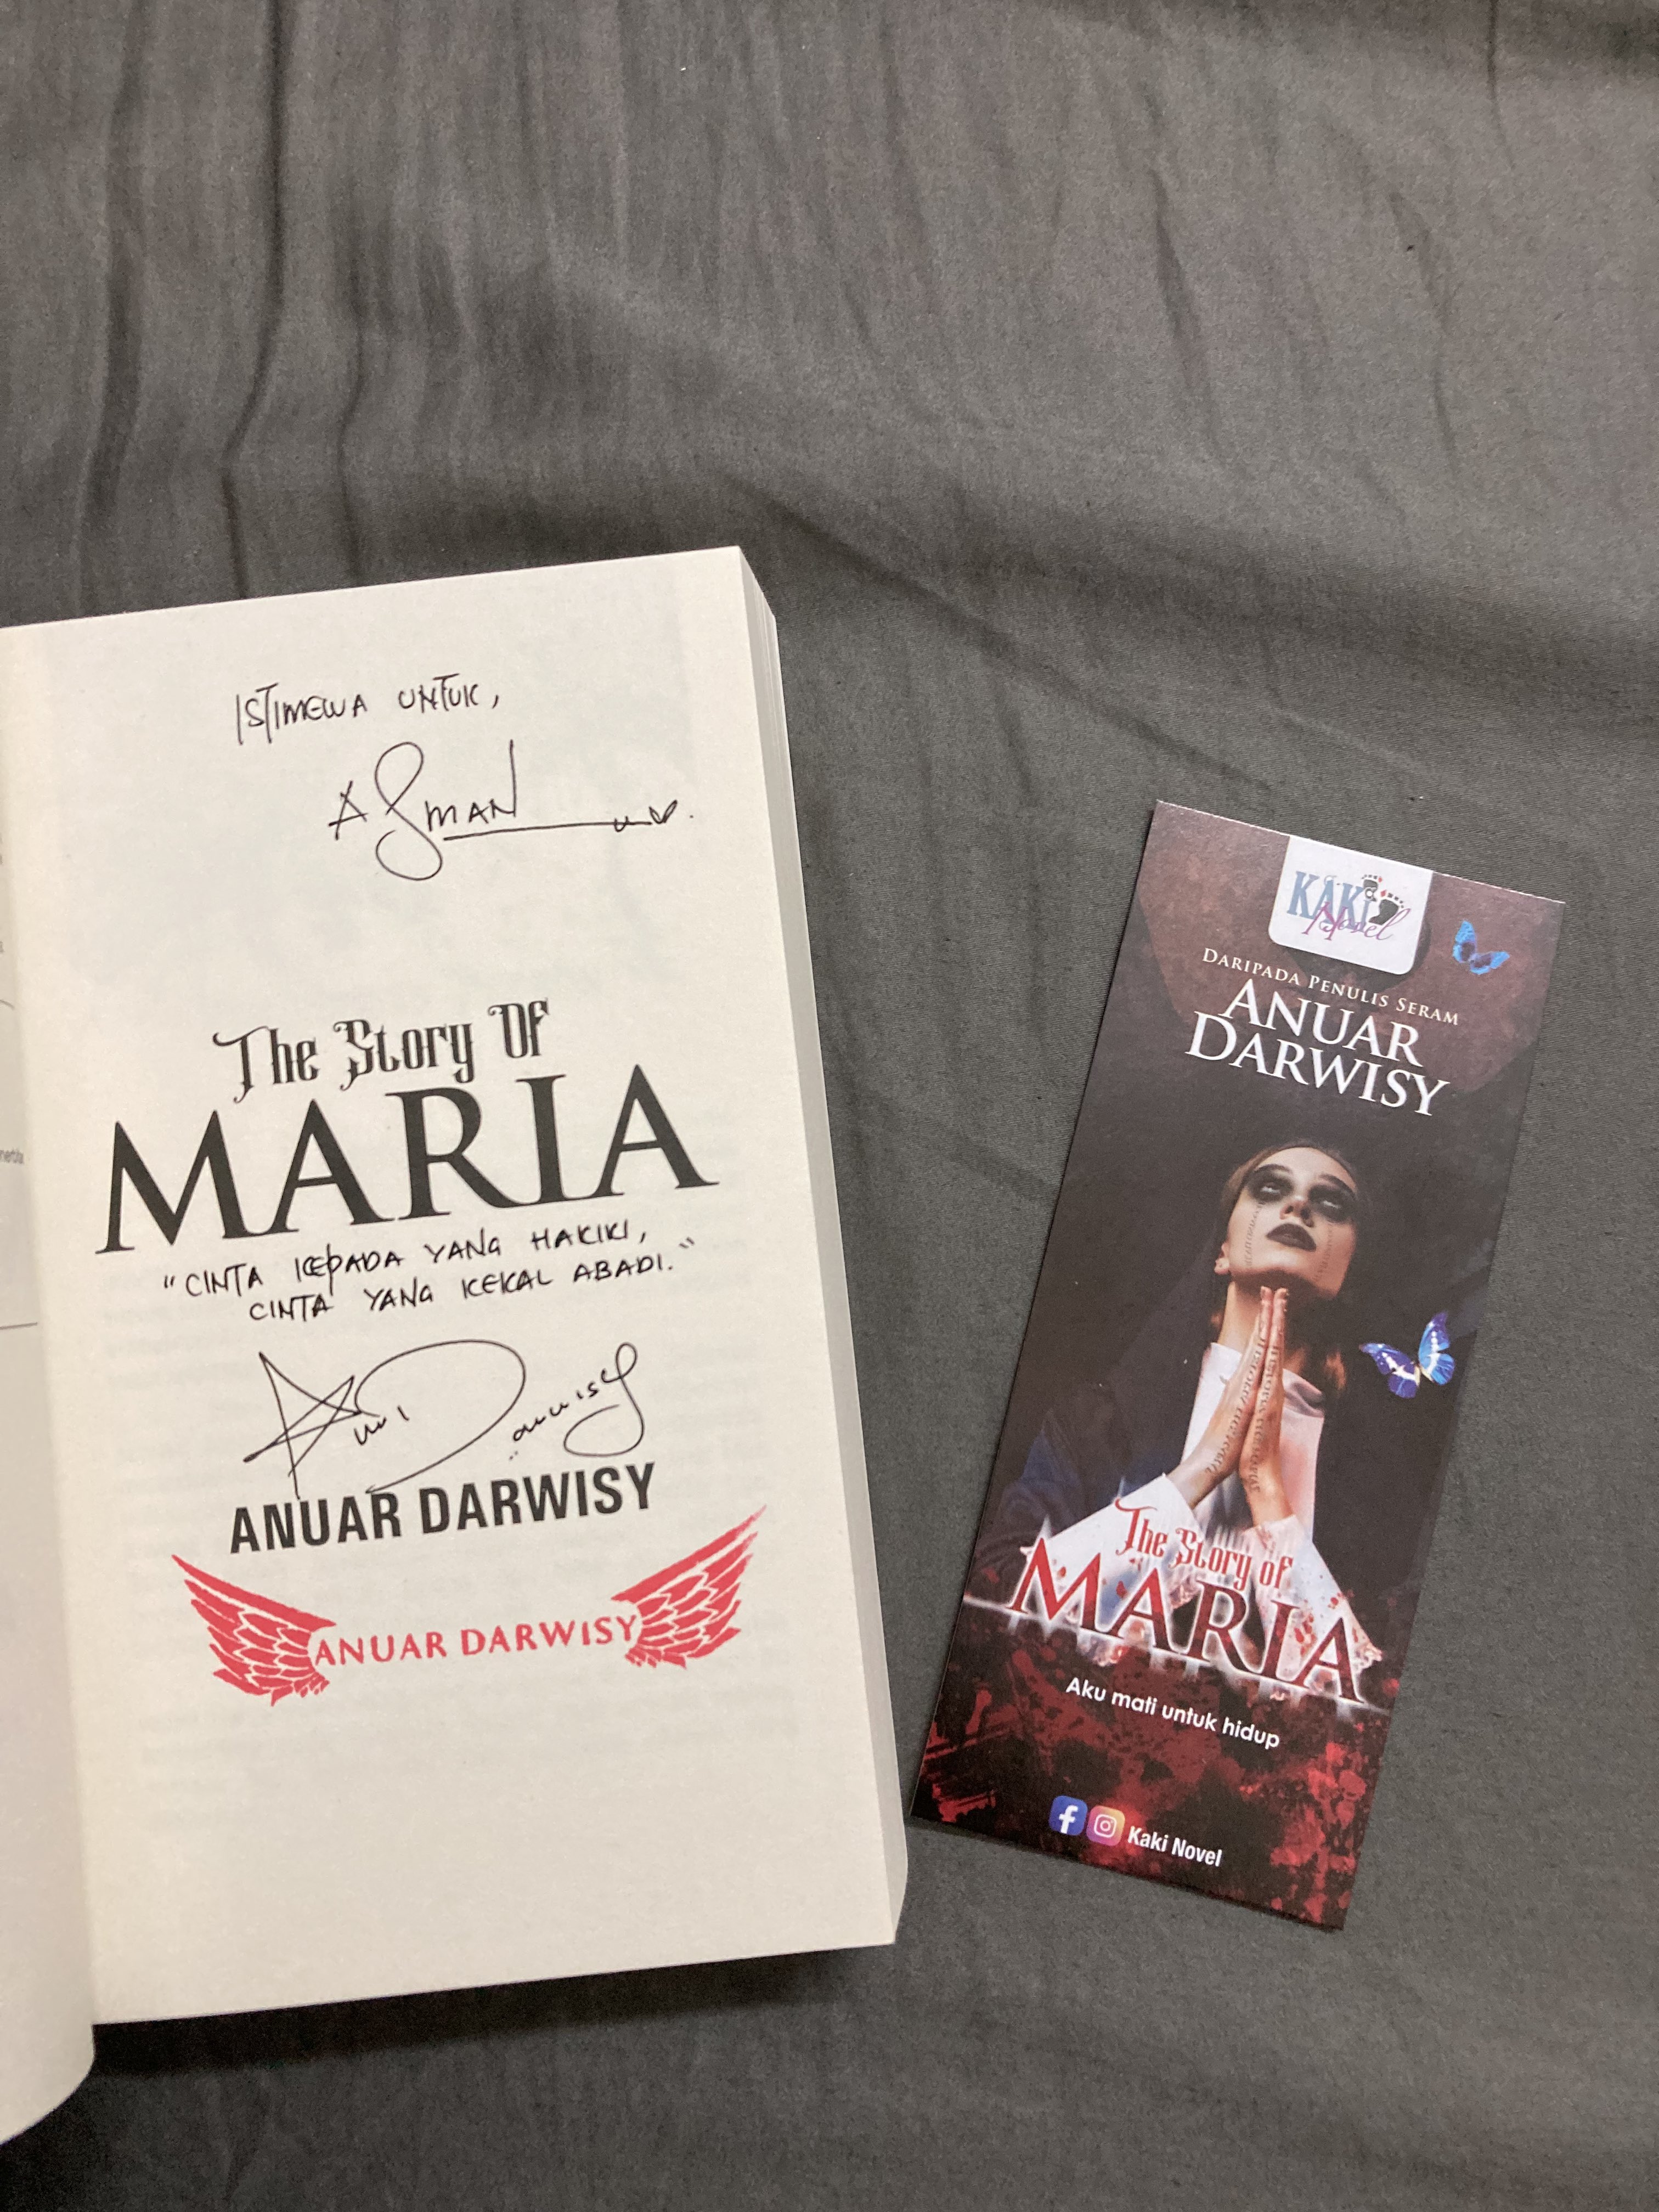 ISTIMEWA UNTUK,
The Story Of
MARIA
"CINTA KEPADA YANG HAKIKI,
CINTA YANG KEKAL ABADI."
ANUAR DARWISY
ANUAR DARWISY
KAKI
Novel
DARIPADA PENULIS SERAM
ANUAR
DARWISY
The Story of
MARIA
Aku mati untuk hidup
Kaki Novel